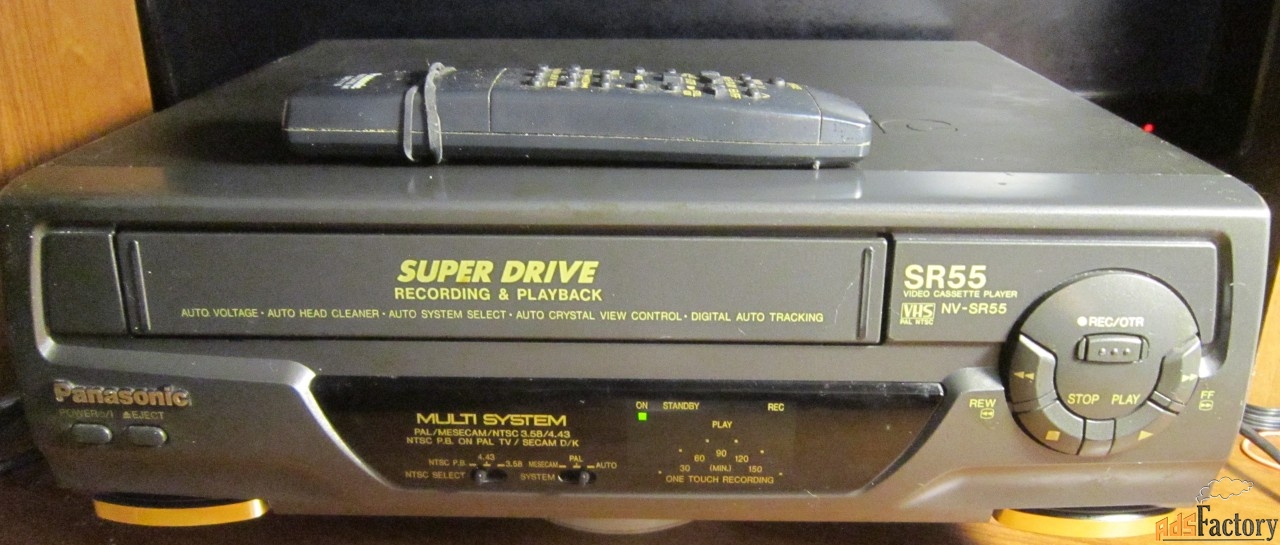 SUPER DRIVE
RECORDING & PLAYBACK
AUTO VOLTAGE • AUTO HEAD CLEANER • AUTO SYSTEM SELECT • AUTO CRYSTAL VIEW CONTROL • DIGITAL AUTO TRACKING
SR55
VIDEO CASSETTE PLAYER
VHS NV-SR55
PAL NTSC
REC/OTR
STOP PLAY
REW
FF
Panasonic
POWER /I EJECT
MULTI SYSTEM
PAL/MESECAM/NTSC 3.58/4.43
NTSC P.B. ON PAL TV / SECAM D/K
NTSC P.B. 4.43 3.58 MESECAM PAL AUTO
NTSC SELECT SYSTEM
ON STANDBY REC
PLAY
30 60 90 120 150
(MIN.)
ONE TOUCH RECORDING
AdsFactory